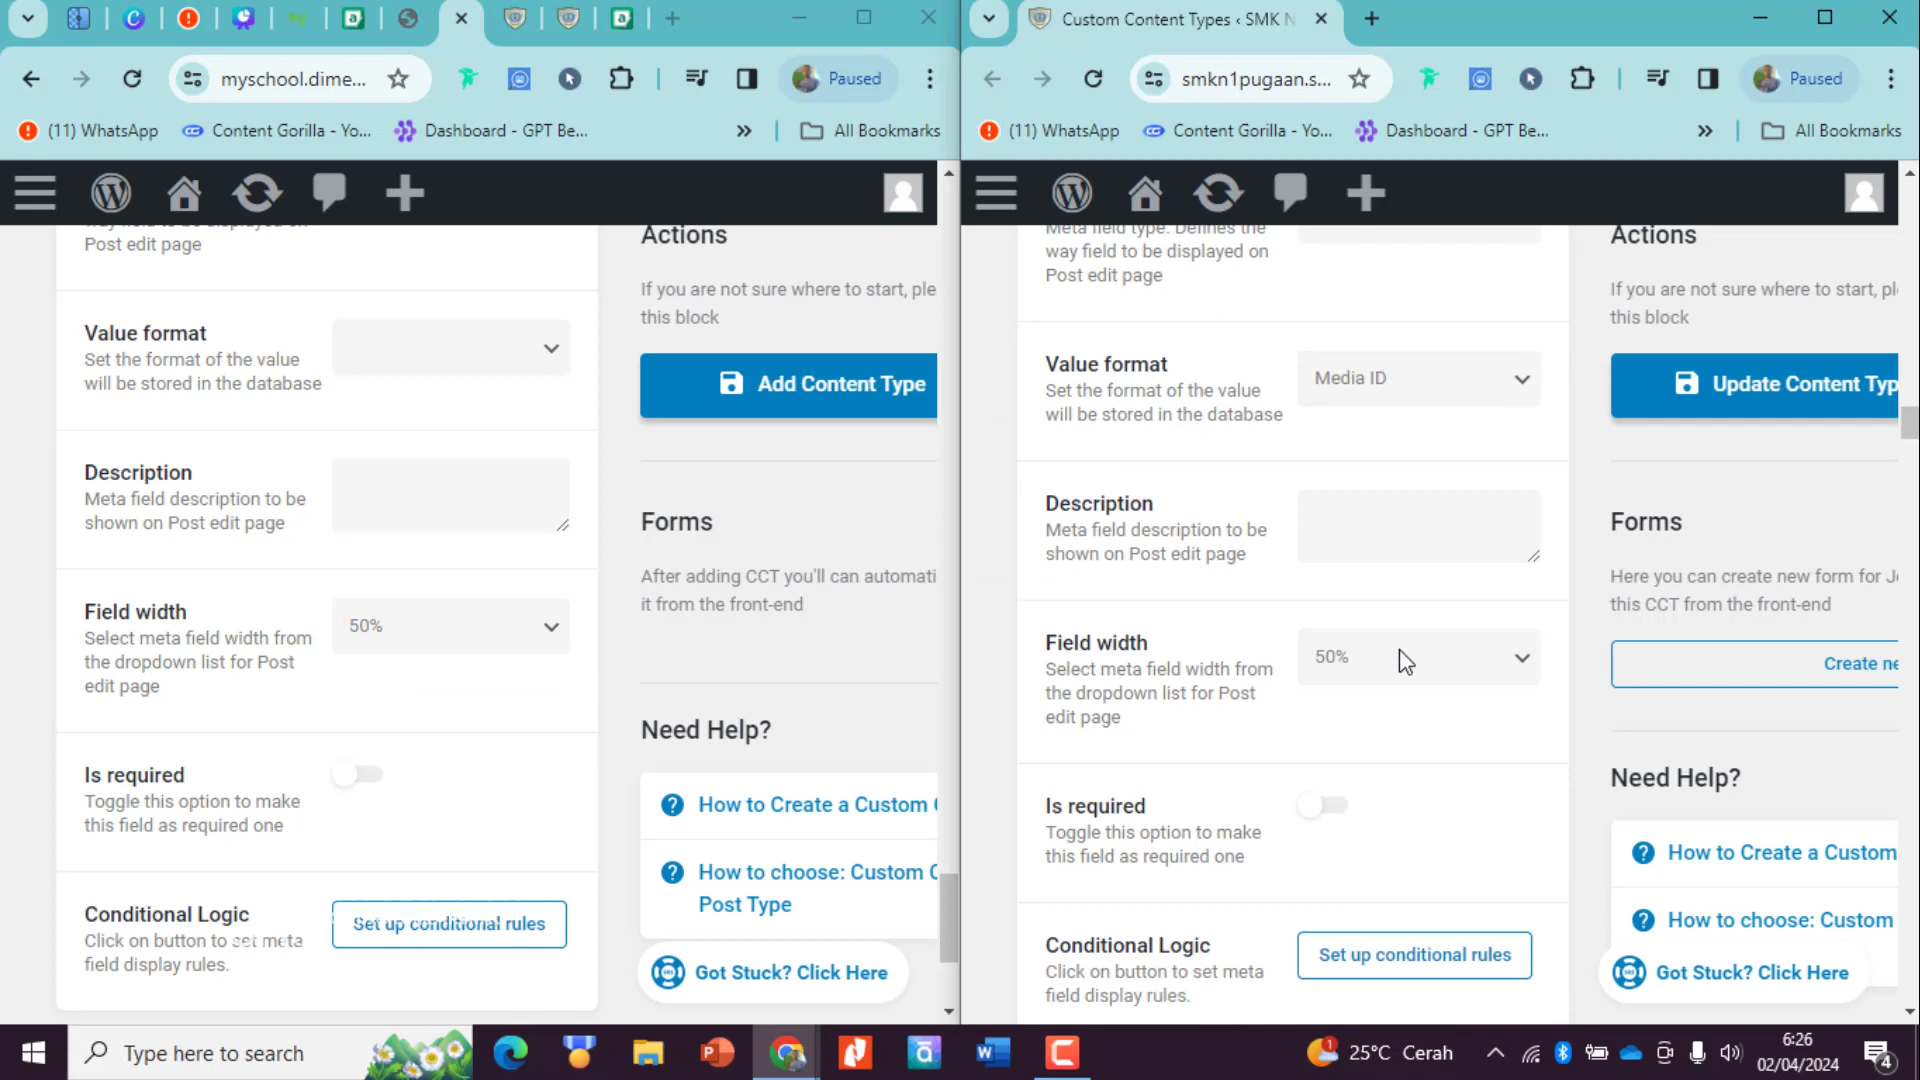 Custom Content Types ‹ SMK N
myschool.dime...
Paused
smkn1pugaan.s...
Paused
(11) WhatsApp
Content Gorilla - Yo...
Dashboard - GPT Be...
»
All Bookmarks
(11) WhatsApp
Content Gorilla - Yo...
Dashboard - GPT Be...
»
All Bookmarks
way field to be displayed on
Post edit page
Value format
Set the format of the value
will be stored in the database
Description
Meta field description to be
shown on Post edit page
Field width
Select meta field width from
the dropdown list for Post
edit page
50%
Is required
Toggle this option to make
this field as required one
Conditional Logic
Click on button to set meta
field display rules.
Set up conditional rules
Actions
If you are not sure where to start, ple
this block
Add Content Type
Forms
After adding CCT you'll can automati
it from the front-end
Need Help?
How to Create a Custom C
How to choose: Custom C
Post Type
Got Stuck? Click Here
Meta field type. Defines the
way field to be displayed on
Post edit page
Value format
Set the format of the value
will be stored in the database
Media ID
Description
Meta field description to be
shown on Post edit page
Field width
Select meta field width from
the dropdown list for Post
edit page
50%
Is required
Toggle this option to make
this field as required one
Conditional Logic
Click on button to set meta
field display rules.
Set up conditional rules
Actions
If you are not sure where to start, pl
this block
Update Content Typ
Forms
Here you can create new form for Je
this CCT from the front-end
Create ne
Need Help?
How to Create a Custom
How to choose: Custom
Got Stuck? Click Here
Type here to search
25°C Cerah
6:26
02/04/2024
4